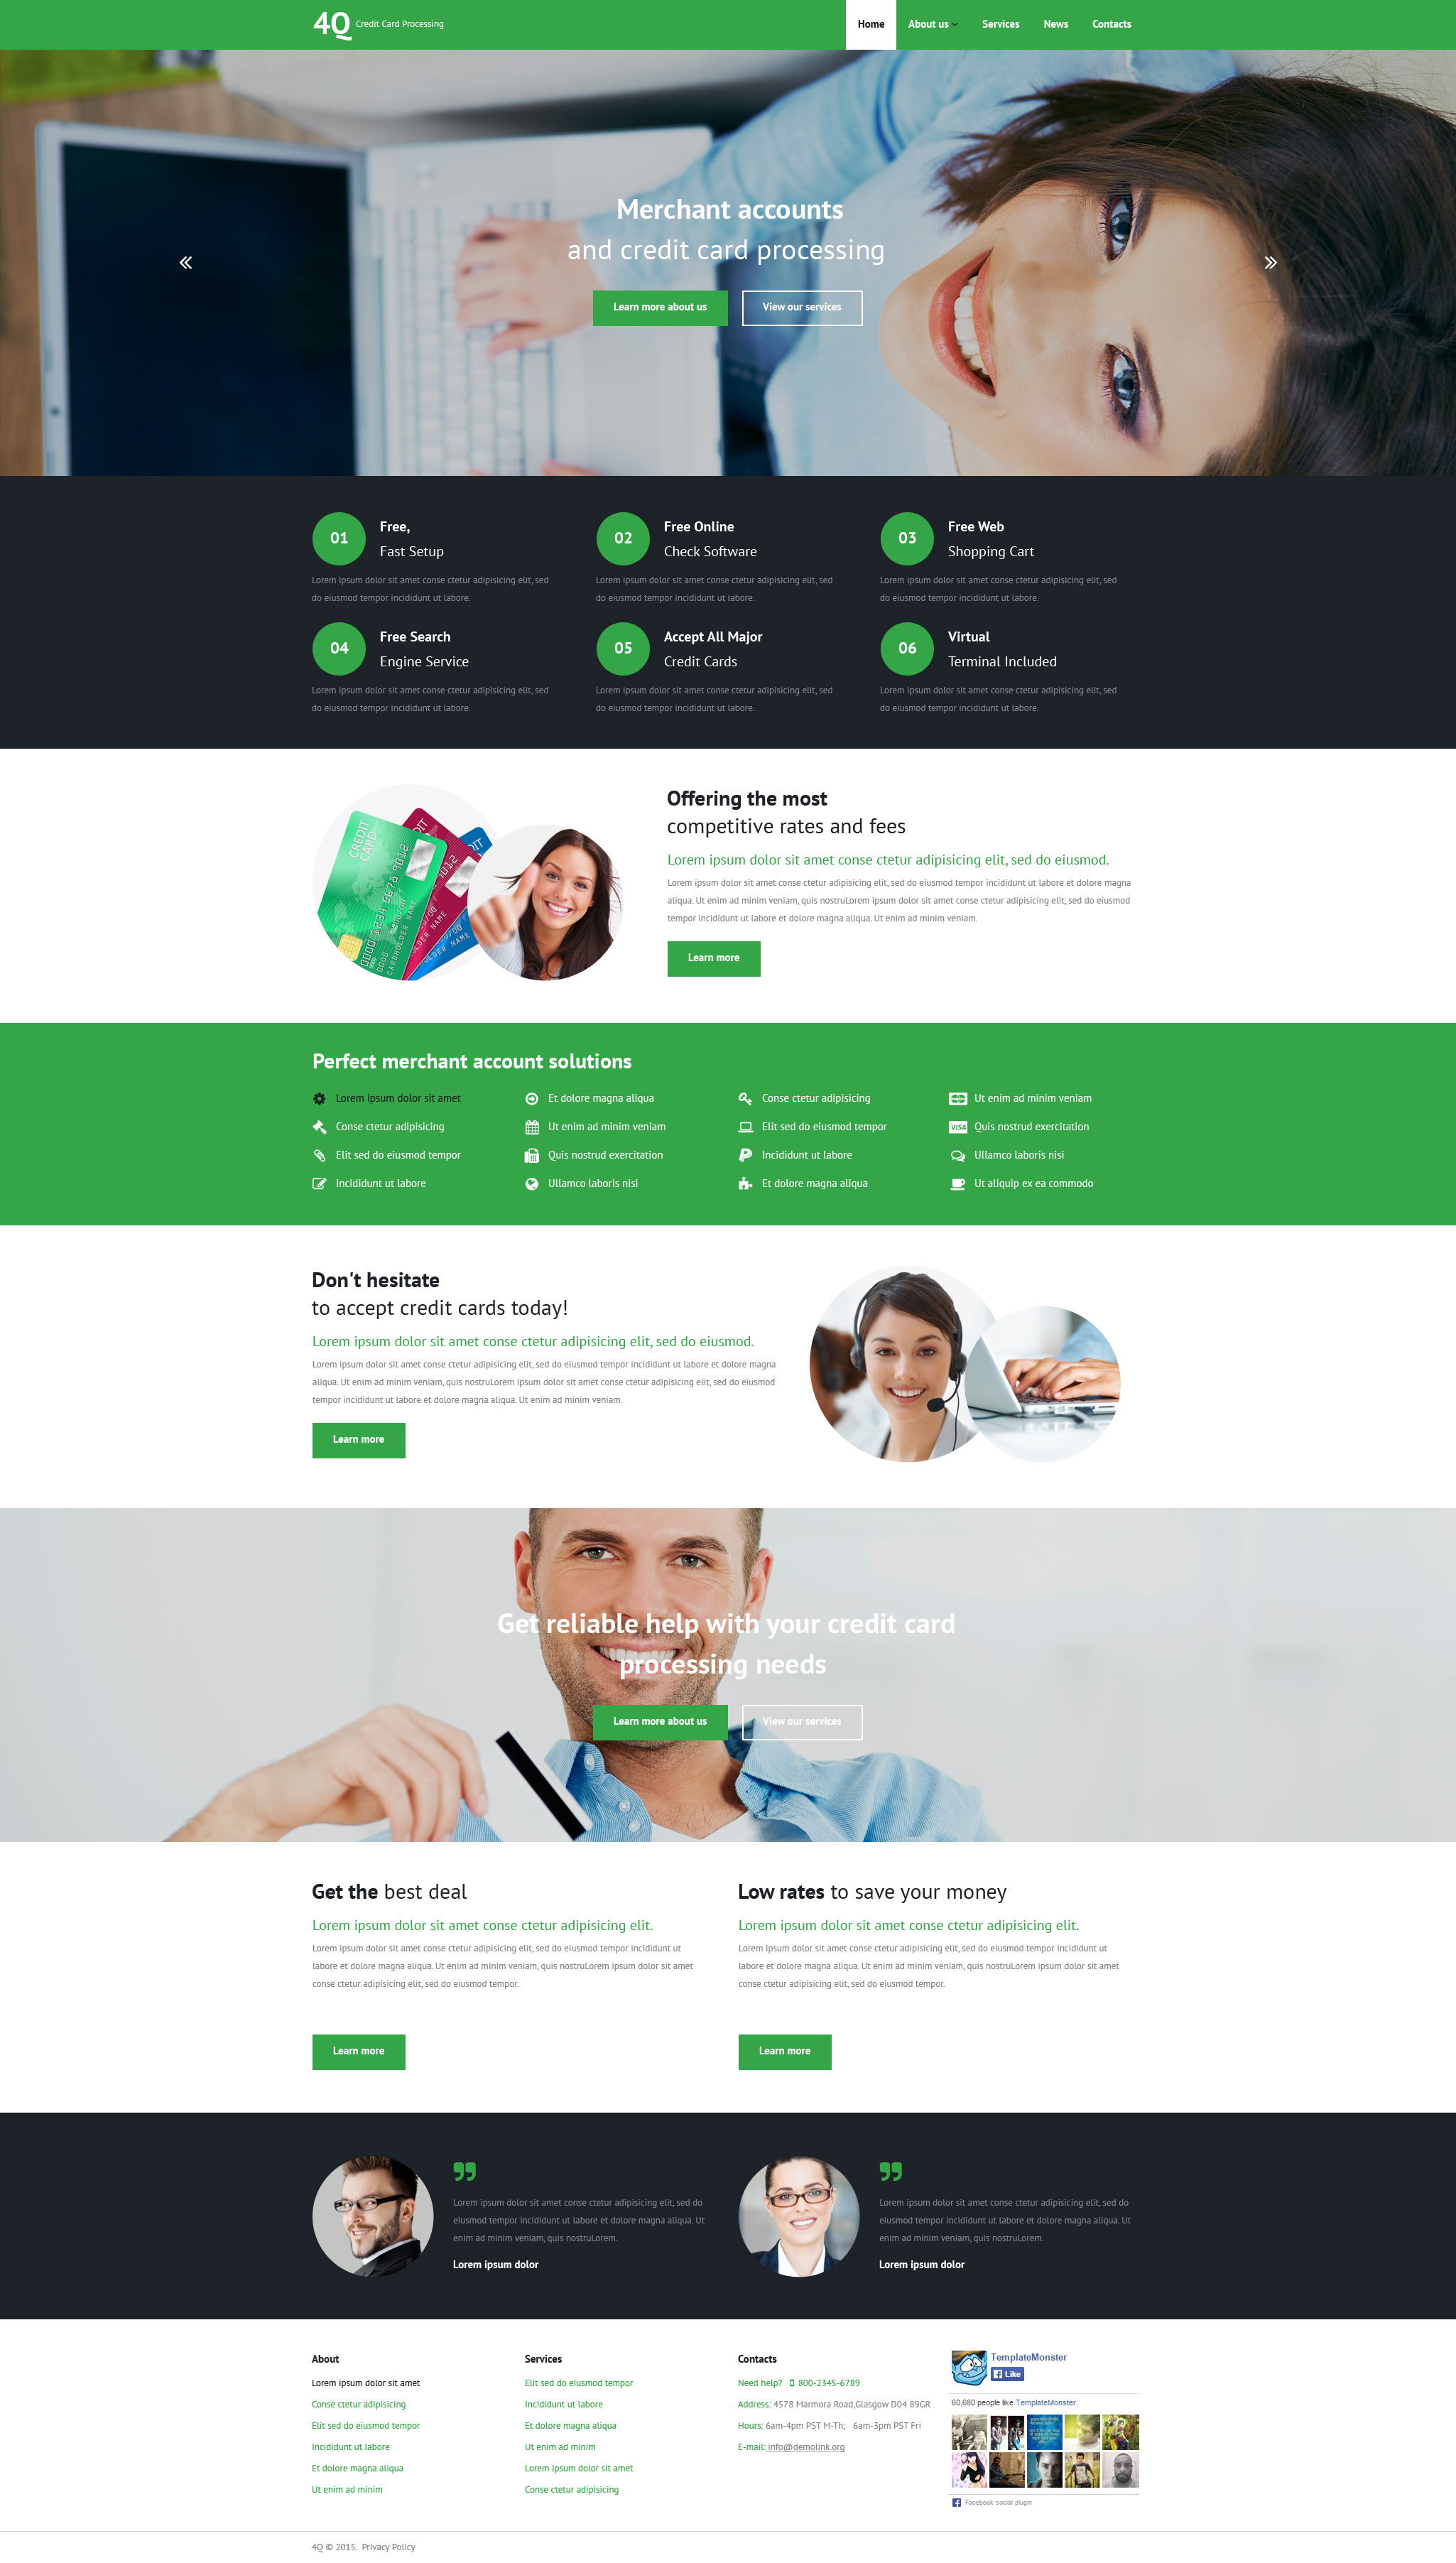 4Q Credit Card Processing
Home About us Services News Contacts
Merchant accounts
and credit card processing
Learn more about us View our services
01 Free,
Fast Setup
Lorem ipsum dolor sit amet conse ctetur adipisicing elit, sed
do eiusmod tempor incididunt ut labore.
02 Free Online
Check Software
Lorem ipsum dolor sit amet conse ctetur adipisicing elit, sed
do eiusmod tempor incididunt ut labore.
03 Free Web
Shopping Cart
Lorem ipsum dolor sit amet conse ctetur adipisicing elit, sed
do eiusmod tempor incididunt ut labore.
04 Free Search
Engine Service
Lorem ipsum dolor sit amet conse ctetur adipisicing elit, sed
do eiusmod tempor incididunt ut labore.
05 Accept All Major
Credit Cards
Lorem ipsum dolor sit amet conse ctetur adipisicing elit, sed
do eiusmod tempor incididunt ut labore.
06 Virtual
Terminal Included
Lorem ipsum dolor sit amet conse ctetur adipisicing elit, sed
do eiusmod tempor incididunt ut labore.
CREDIT
CARD
0000 1234 5678 9012
CARDHOLDER NAME
Offering the most
competitive rates and fees
Lorem ipsum dolor sit amet conse ctetur adipisicing elit, sed do eiusmod.
Lorem ipsum dolor sit amet conse ctetur adipisicing elit, sed do eiusmod tempor incididunt ut labore et dolore magna
aliqua. Ut enim ad minim veniam, quis nostruLorem ipsum dolor sit amet conse ctetur adipisicing elit, sed do eiusmod
tempor incididunt ut labore et dolore magna aliqua. Ut enim ad minim veniam.
Learn more
Perfect merchant account solutions
Lorem ipsum dolor sit amet
Conse ctetur adipisicing
Elit sed do eiusmod tempor
Incididunt ut labore
Et dolore magna aliqua
Ut enim ad minim veniam
Quis nostrud exercitation
Ullamco laboris nisi
Conse ctetur adipisicing
Elit sed do eiusmod tempor
Incididunt ut labore
Et dolore magna aliqua
Ut enim ad minim veniam
VISA Quis nostrud exercitation
Ullamco laboris nisi
Ut aliquip ex ea commodo
Don't hesitate
to accept credit cards today!
Lorem ipsum dolor sit amet conse ctetur adipisicing elit, sed do eiusmod.
Lorem ipsum dolor sit amet conse ctetur adipisicing elit, sed do eiusmod tempor incididunt ut labore et dolore magna
aliqua. Ut enim ad minim veniam, quis nostruLorem ipsum dolor sit amet conse ctetur adipisicing elit, sed do eiusmod
tempor incididunt ut labore et dolore magna aliqua. Ut enim ad minim veniam.
Learn more
Get reliable help with your credit card
processing needs
Learn more about us View our services
Get the best deal
Lorem ipsum dolor sit amet conse ctetur adipisicing elit.
Lorem ipsum dolor sit amet conse ctetur adipisicing elit, sed do eiusmod tempor incididunt ut
labore et dolore magna aliqua. Ut enim ad minim veniam, quis nostruLorem ipsum dolor sit amet
conse ctetur adipisicing elit, sed do eiusmod tempor.
Learn more
Low rates to save your money
Lorem ipsum dolor sit amet conse ctetur adipisicing elit.
Lorem ipsum dolor sit amet conse ctetur adipisicing elit, sed do eiusmod tempor incididunt ut
labore et dolore magna aliqua. Ut enim ad minim veniam, quis nostruLorem ipsum dolor sit amet
conse ctetur adipisicing elit, sed do eiusmod tempor.
Learn more
Lorem ipsum dolor sit amet conse ctetur adipisicing elit, sed do
eiusmod tempor incididunt ut labore et dolore magna aliqua. Ut
enim ad minim veniam, quis nostruLorem.
Lorem ipsum dolor
Lorem ipsum dolor sit amet conse ctetur adipisicing elit, sed do
eiusmod tempor incididunt ut labore et dolore magna aliqua. Ut
enim ad minim veniam, quis nostruLorem.
Lorem ipsum dolor
About
Lorem ipsum dolor sit amet
Conse ctetur adipisicing
Elit sed do eiusmod tempor
Incididunt ut labore
Et dolore magna aliqua
Ut enim ad minim
Services
Elit sed do eiusmod tempor
Incididunt ut labore
Et dolore magna aliqua
Ut enim ad minim
Lorem ipsum dolor sit amet
Conse ctetur adipisicing
Contacts
Need help? 800-2345-6789
Address: 4578 Marmora Road,Glasgow D04 89GR
Hours: 6am-4pm PST M-Th; 6am-3pm PST Fri
E-mail: info@demolink.org
TemplateMonster
Like
60,680 people like TemplateMonster.
Facebook social plugin
4Q © 2015. Privacy Policy